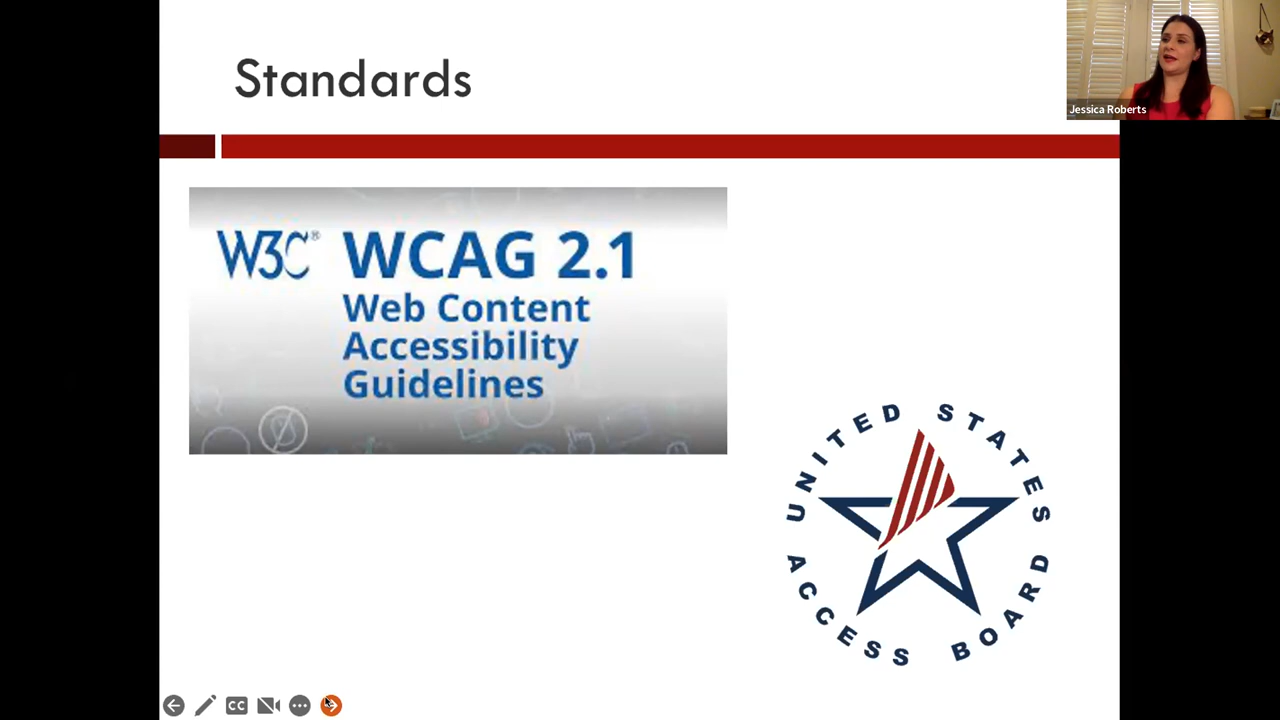 Standards
Jessica Roberts
W3C® WCAG 2.1
Web Content
Accessibility
Guidelines
UNITED STATES
ACCESS BOARD
CC